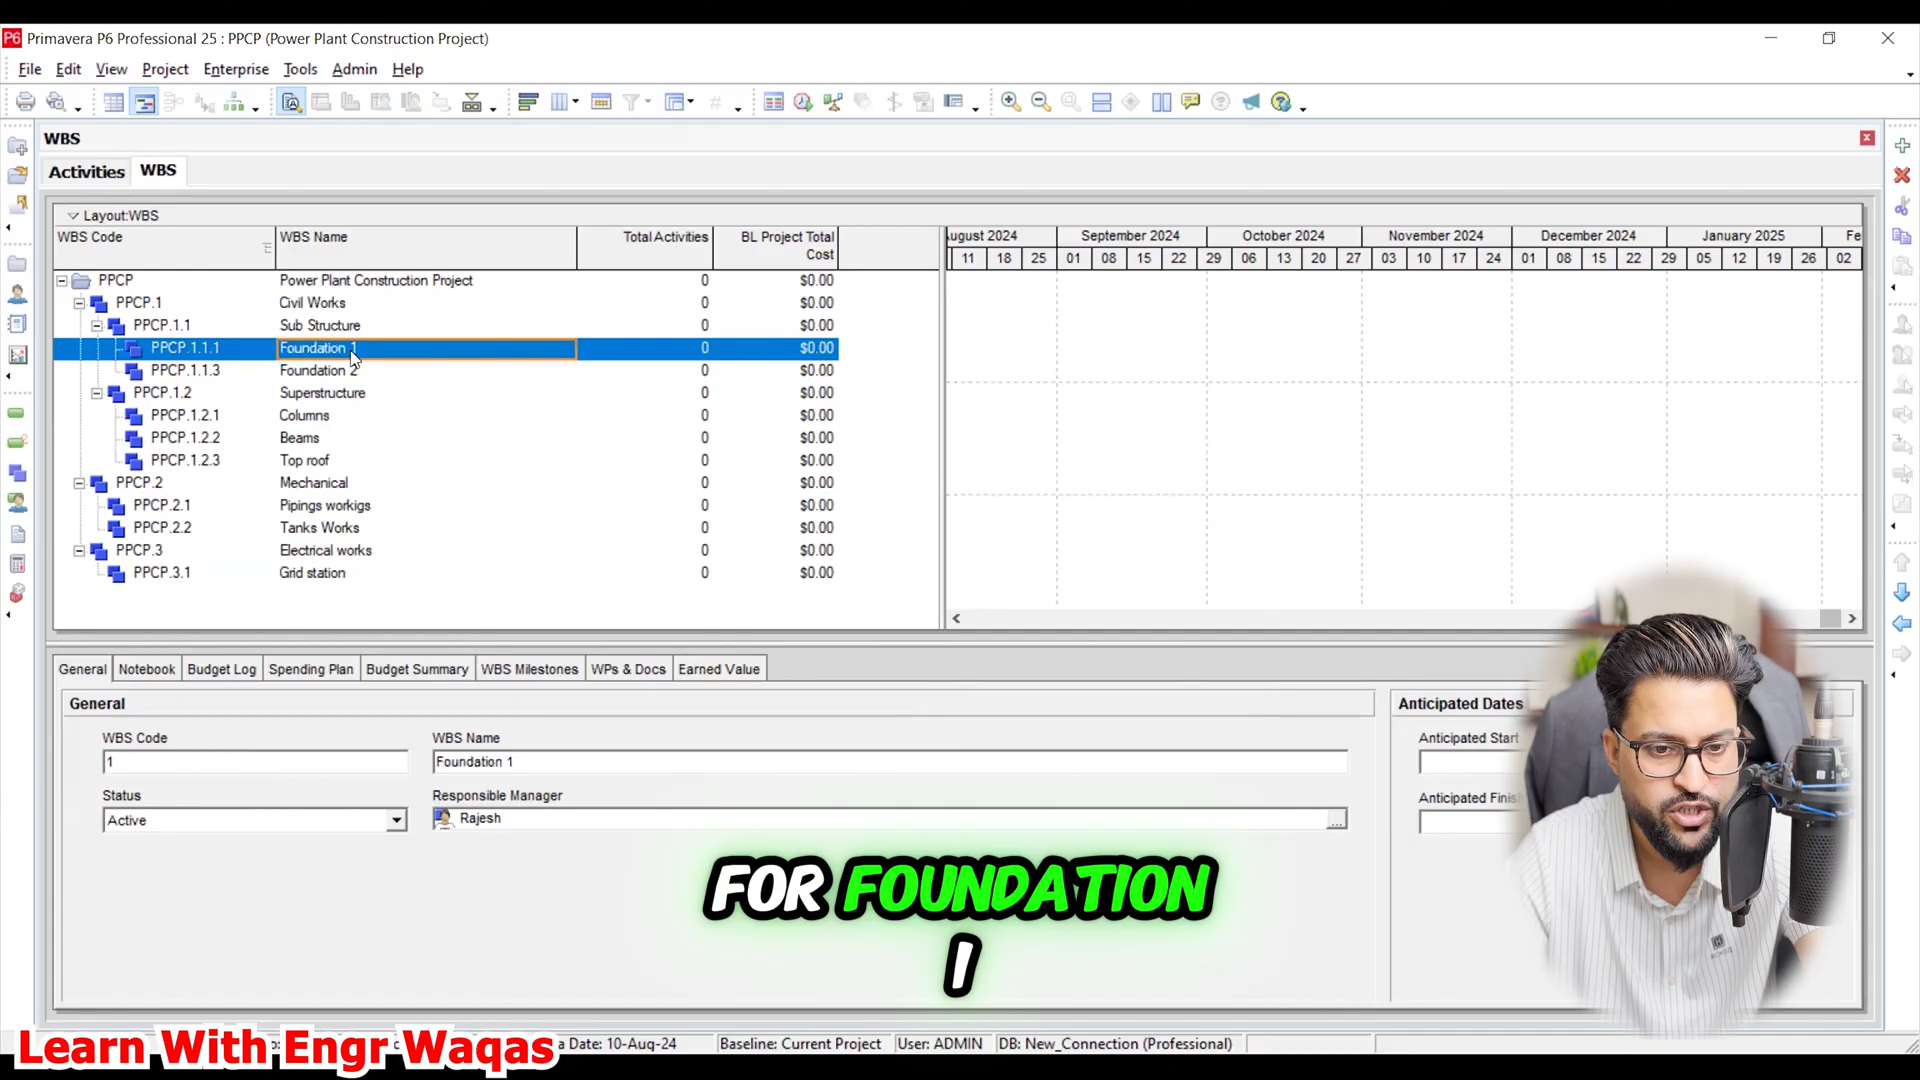 Primavera P6 Professional 25 : PPCP (Power Plant Construction Project)
File Edit View Project Enterprise Tools Admin Help
WBS
Activities WBS
Layout:WBS
WBS Code WBS Name Total Activities BL Project Total Cost
ugust 2024 September 2024 October 2024 November 2024 December 2024 January 2025 Fe
11 18 25 01 08 15 22 29 06 13 20 27 03 10 17 24 01 08 15 22 29 05 12 19 26 02
PPCP Power Plant Construction Project 0 $0.00
PPCP.1 Civil Works 0 $0.00
PPCP.1.1 Sub Structure 0 $0.00
PPCP.1.1.1 Foundation 1 0 $0.00
PPCP.1.1.3 Foundation 2 0 $0.00
PPCP.1.2 Superstructure 0 $0.00
PPCP.1.2.1 Columns 0 $0.00
PPCP.1.2.2 Beams 0 $0.00
PPCP.1.2.3 Top roof 0 $0.00
PPCP.2 Mechanical 0 $0.00
PPCP.2.1 Pipings workigs 0 $0.00
PPCP.2.2 Tanks Works 0 $0.00
PPCP.3 Electrical works 0 $0.00
PPCP.3.1 Grid station 0 $0.00
General Notebook Budget Log Spending Plan Budget Summary WBS Milestones WPs & Docs Earned Value
General Anticipated Dates
WBS Code WBS Name Anticipated Start
1 Foundation 1
Status Responsible Manager Anticipated Finis
Active Rajesh
FOR FOUNDATION
I
Learn With Engr Waqas
a Date: 10-Aug-24 Baseline: Current Project User: ADMIN DB: New_Connection (Professional)